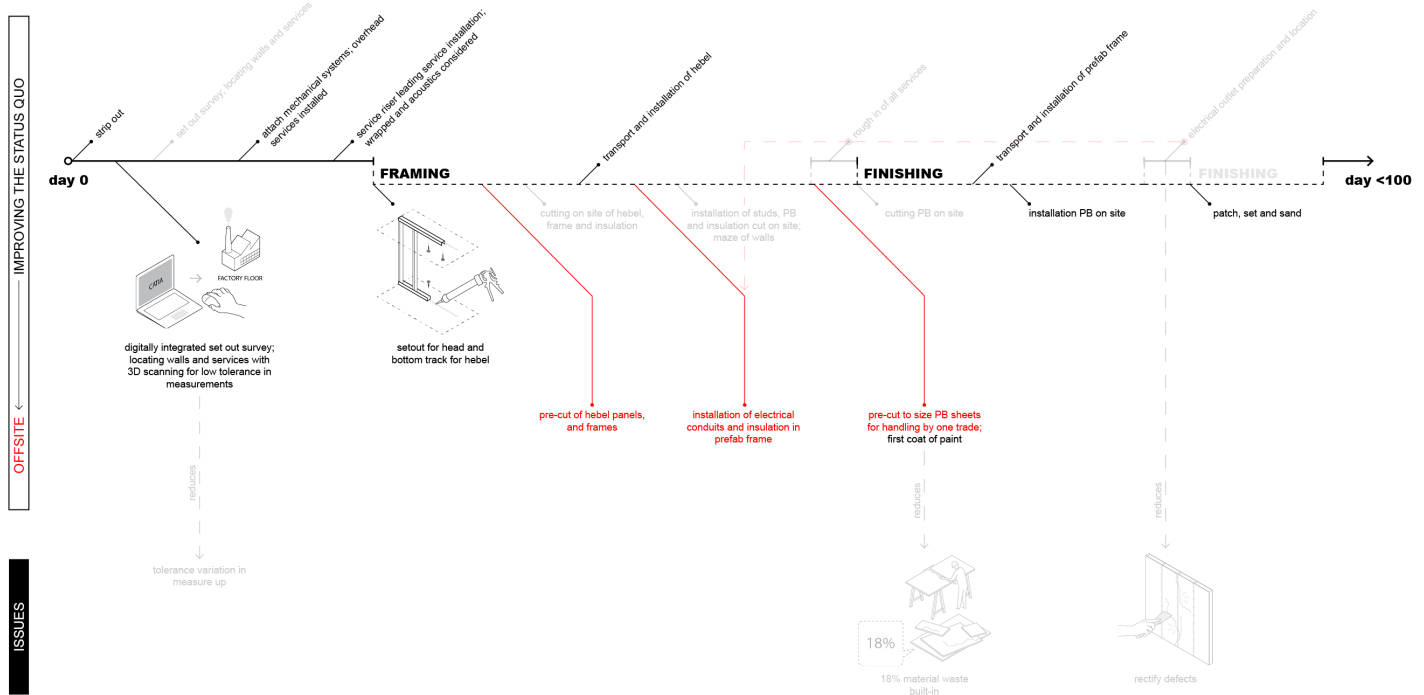 IMPROVING THE STATUS QUO
OFFSITE
ISSUES
strip out
set out survey; locating walls and services
attach mechanical systems; overhead
services installed
service riser leading service installation;
wrapped and acoustics considered
transport and installation of hebel
rough in of all services
transport and installation of prefab frame
electrical outlet preparation and location
day 0
FRAMING
FINISHING
FINISHING
day <100
cutting on site of hebel,
frame and insulation
installation of studs, PB
and insulation cut on site;
maze of walls
cutting PB on site
installation PB on site
patch, set and sand
CATIA
FACTORY FLOOR
digitally integrated set out survey;
locating walls and services with
3D scanning for low tolerance in
measurements
setout for head and
bottom track for hebel
pre-cut of hebel panels,
and frames
installation of electrical
conduits and insulation in
prefab frame
pre-cut to size PB sheets
for handling by one trade;
first coat of paint
reduces
reduces
reduces
tolerance variation in
measure up
18%
18% material waste
built-in
rectify defects